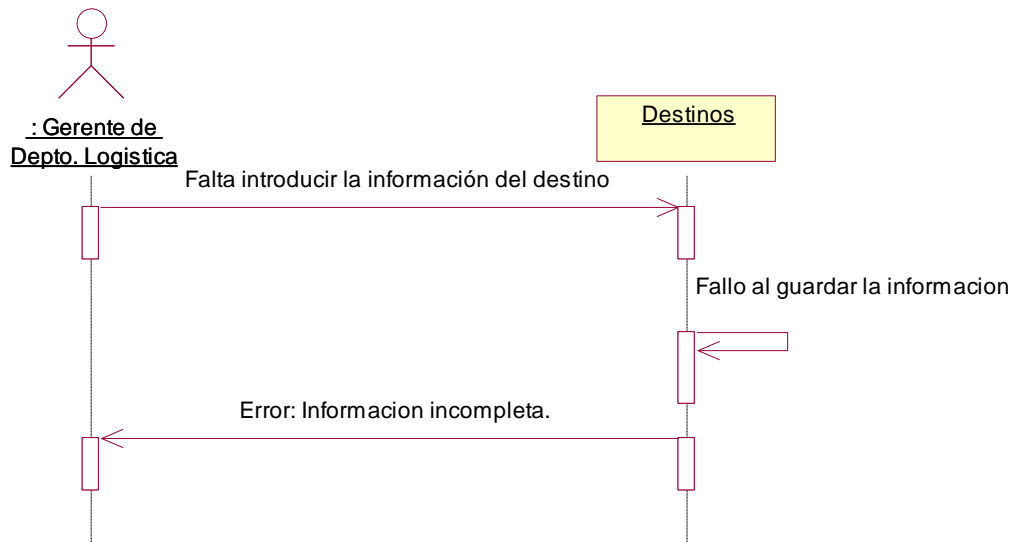 : Gerente de
Depto. Logistica
Destinos
Falta introducir la información del destino
Fallo al guardar la informacion
Error: Informacion incompleta.